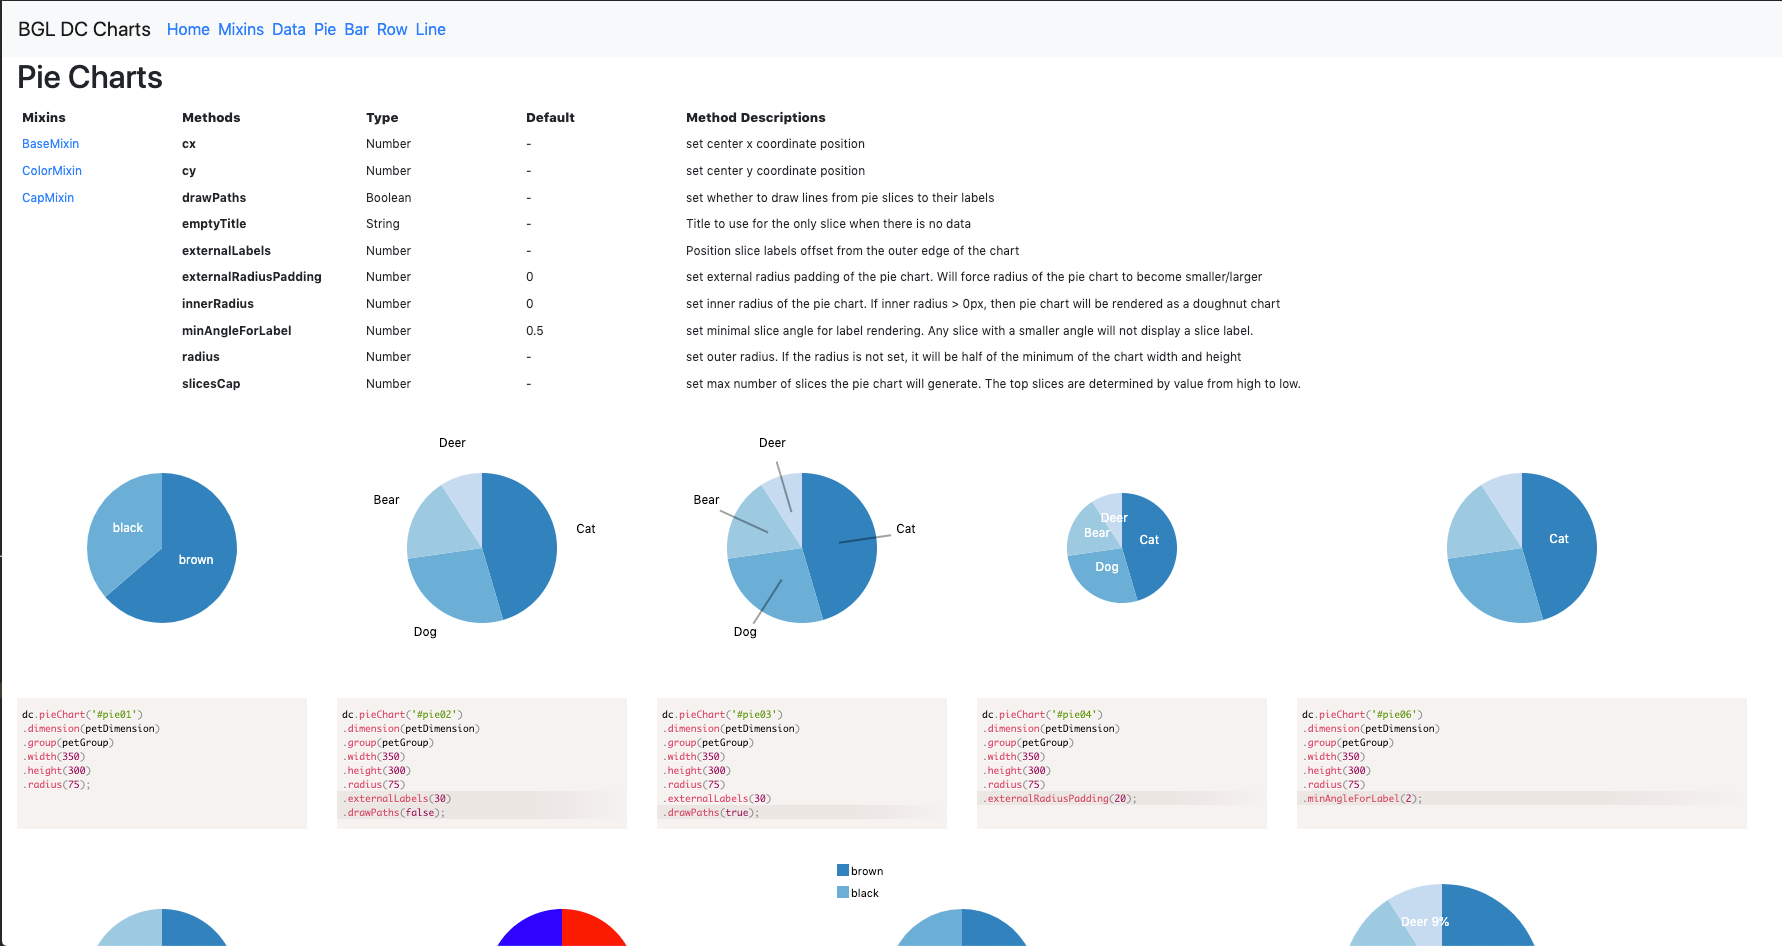 BGL DC Charts Home Mixins Data Pie Bar Row Line
Pie Charts
Mixins Methods Type Default Method Descriptions
BaseMixin cx Number - set center x coordinate position
ColorMixin cy Number - set center y coordinate position
CapMixin drawPaths Boolean - set whether to draw lines from pie slices to their labels
emptyTitle String - Title to use for the only slice when there is no data
externalLabels Number - Position slice labels offset from the outer edge of the chart
externalRadiusPadding Number 0 set external radius padding of the pie chart. Will force radius of the pie chart to become smaller/larger
innerRadius Number 0 set inner radius of the pie chart. If inner radius > 0px, then pie chart will be rendered as a doughnut chart
minAngleForLabel Number 0.5 set minimal slice angle for label rendering. Any slice with a smaller angle will not display a slice label.
radius Number - set outer radius. If the radius is not set, it will be half of the minimum of the chart width and height
slicesCap Number - set max number of slices the pie chart will generate. The top slices are determined by value from high to low.
black
brown
Deer
Bear
Cat
Dog
Deer
Bear
Cat
Dog
Deer
Bear
Cat
Dog
Cat
dc.pieChart('#pie01')
.dimension(petDimension)
.group(petGroup)
.width(350)
.height(300)
.radius(75);
dc.pieChart('#pie02')
.dimension(petDimension)
.group(petGroup)
.width(350)
.height(300)
.radius(75)
.externalLabels(30)
.drawPaths(false);
dc.pieChart('#pie03')
.dimension(petDimension)
.group(petGroup)
.width(350)
.height(300)
.radius(75)
.externalLabels(30)
.drawPaths(true);
dc.pieChart('#pie04')
.dimension(petDimension)
.group(petGroup)
.width(350)
.height(300)
.radius(75)
.externalRadiusPadding(20);
dc.pieChart('#pie06')
.dimension(petDimension)
.group(petGroup)
.width(350)
.height(300)
.radius(75)
.minAngleForLabel(2);
brown
black
Deer 9%